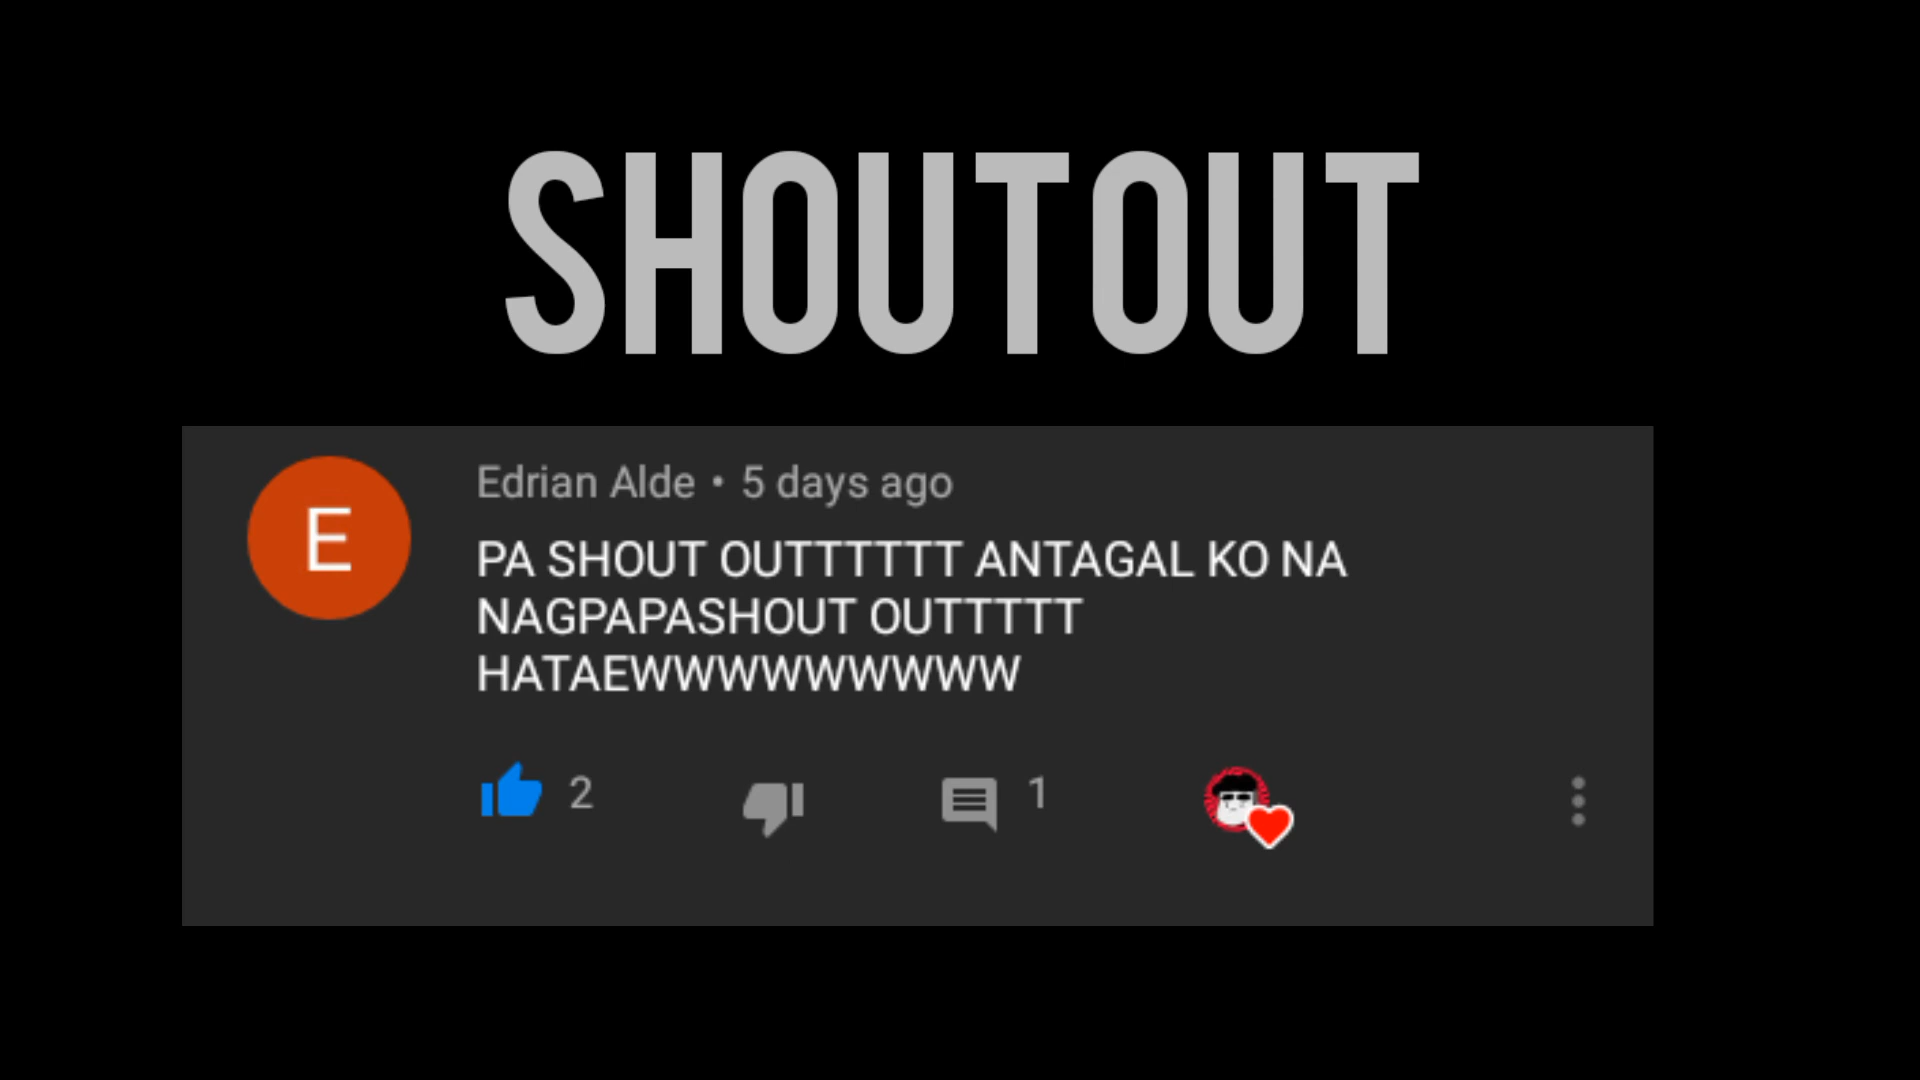 SHOUTOUT
E
Edrian Alde • 5 days ago
PA SHOUT OUTTTTTT ANTAGAL KO NA
NAGPAPASHOUT OUTTTTT
HATAEWWWWWWWWW
2 1